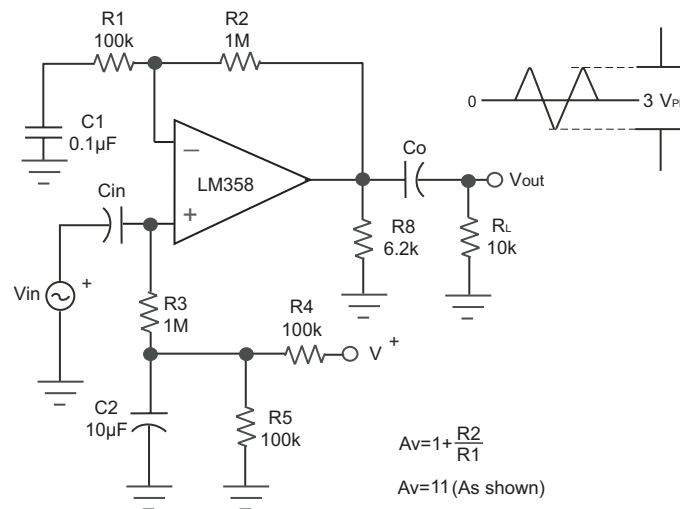 R1
100k
R2
1M
C1
0.1µF
LM358
−
+
Cin
Vin
+
R3
1M
C2
10µF
R4
100k
V +
R5
100k
Co
Vout
R8
6.2k
RL
10k
0
3
Av=1+R2/R1
Av=11 (As shown)